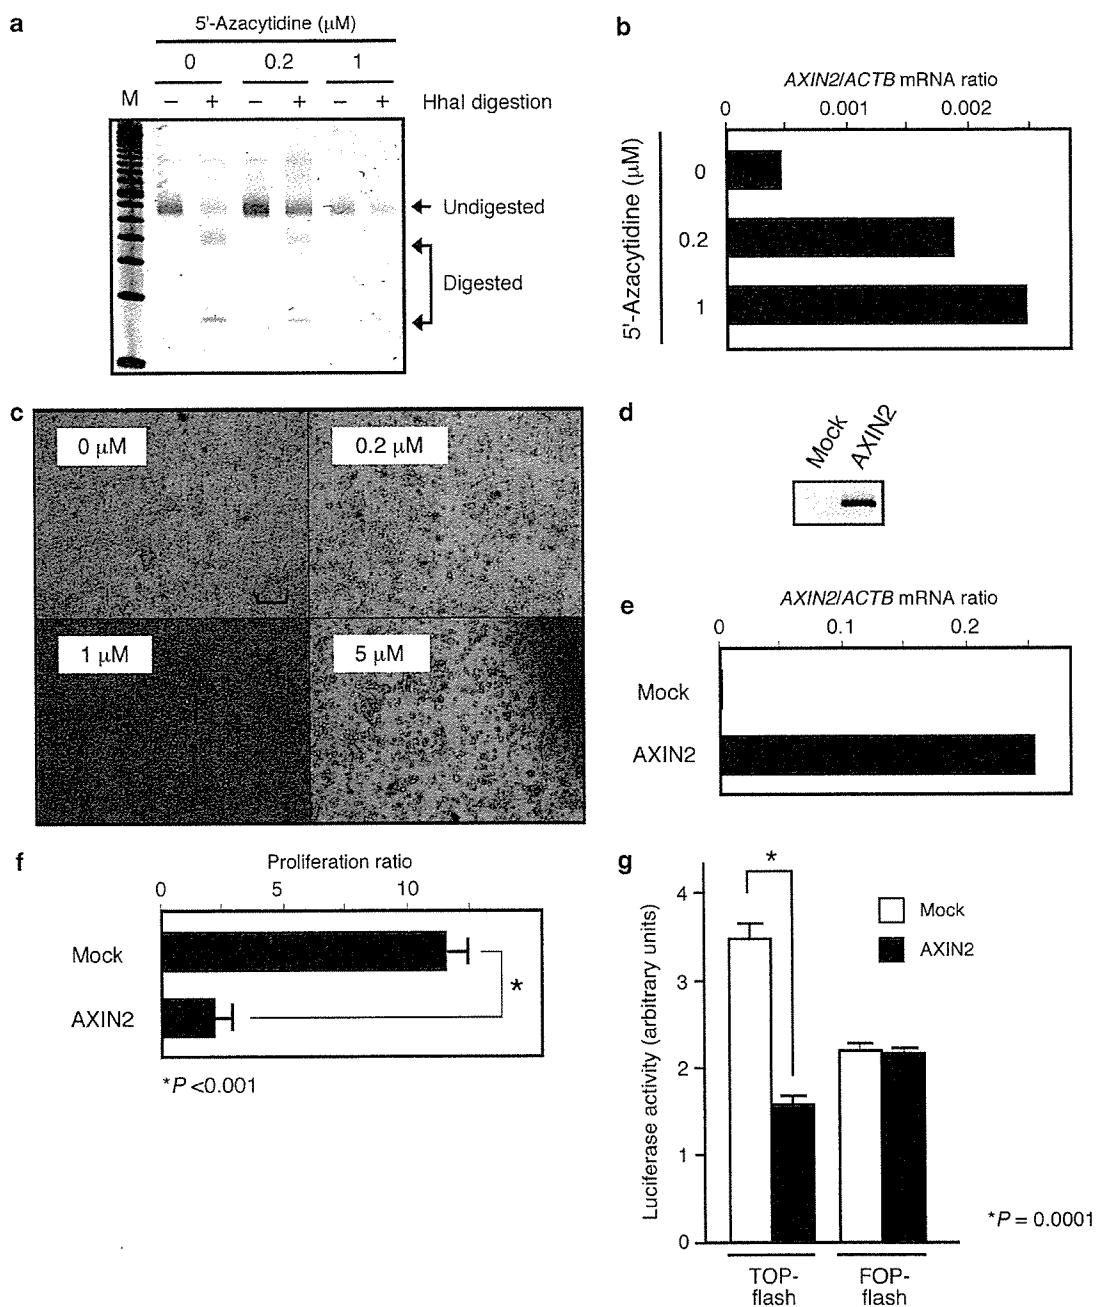 a
5'-Azacytidine (µM)
0 0.2 1
M – + – + – + HhaI digestion
Undigested
Digested
b
AXIN2/ACTB mRNA ratio
0 0.001 0.002
5'-Azacytidine (µM)
0
0.2
1
c
0 µM
0.2 µM
1 µM
5 µM
d
Mock
AXIN2
e
AXIN2/ACTB mRNA ratio
0 0.1 0.2
Mock
AXIN2
f
Proliferation ratio
0 5 10
Mock
AXIN2
*
*P <0.001
g
Luciferase activity (arbitrary units)
4
3
2
1
0
*
Mock
AXIN2
TOP-
flash
FOP-
flash
*P = 0.0001